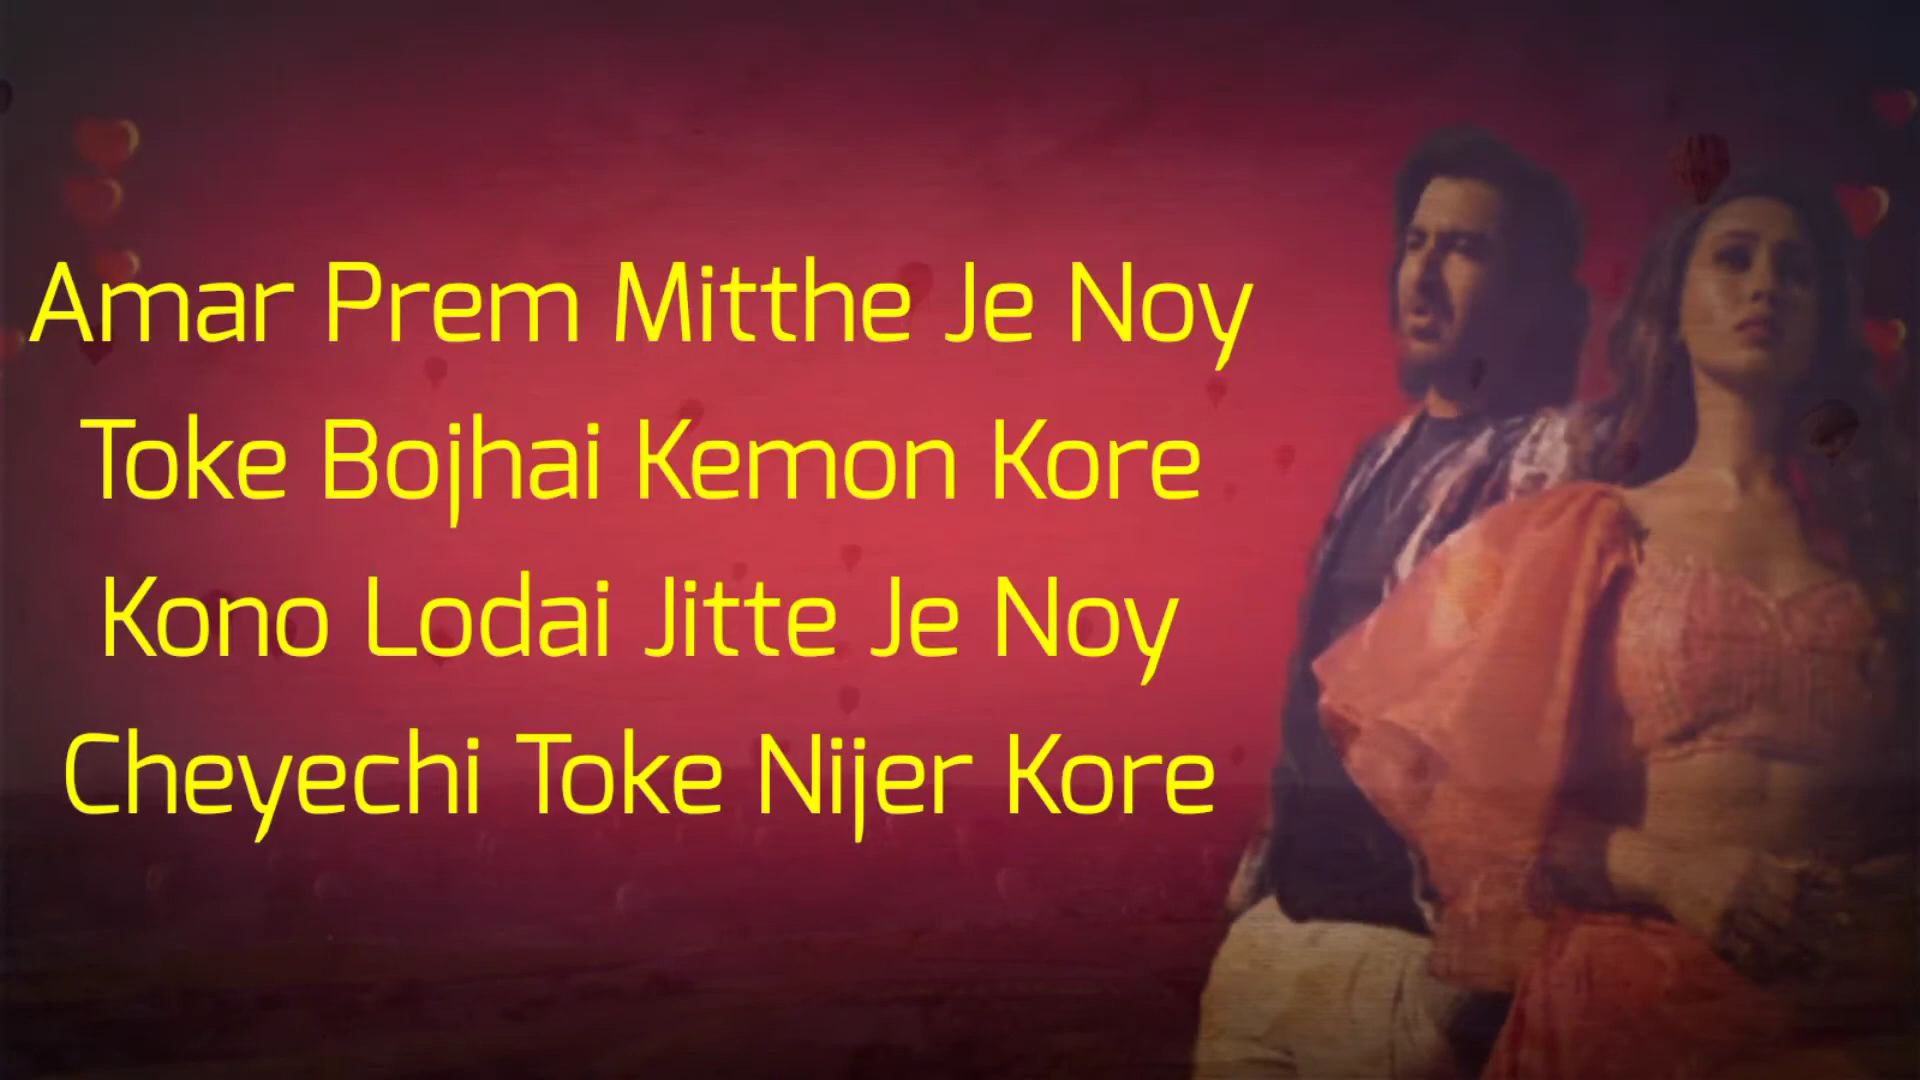 Amar Prem Mitthe Je Noy
Toke Bojhai Kemon Kore
Kono Lodai Jitte Je Noy
Cheyechi Toke Nijer Kore